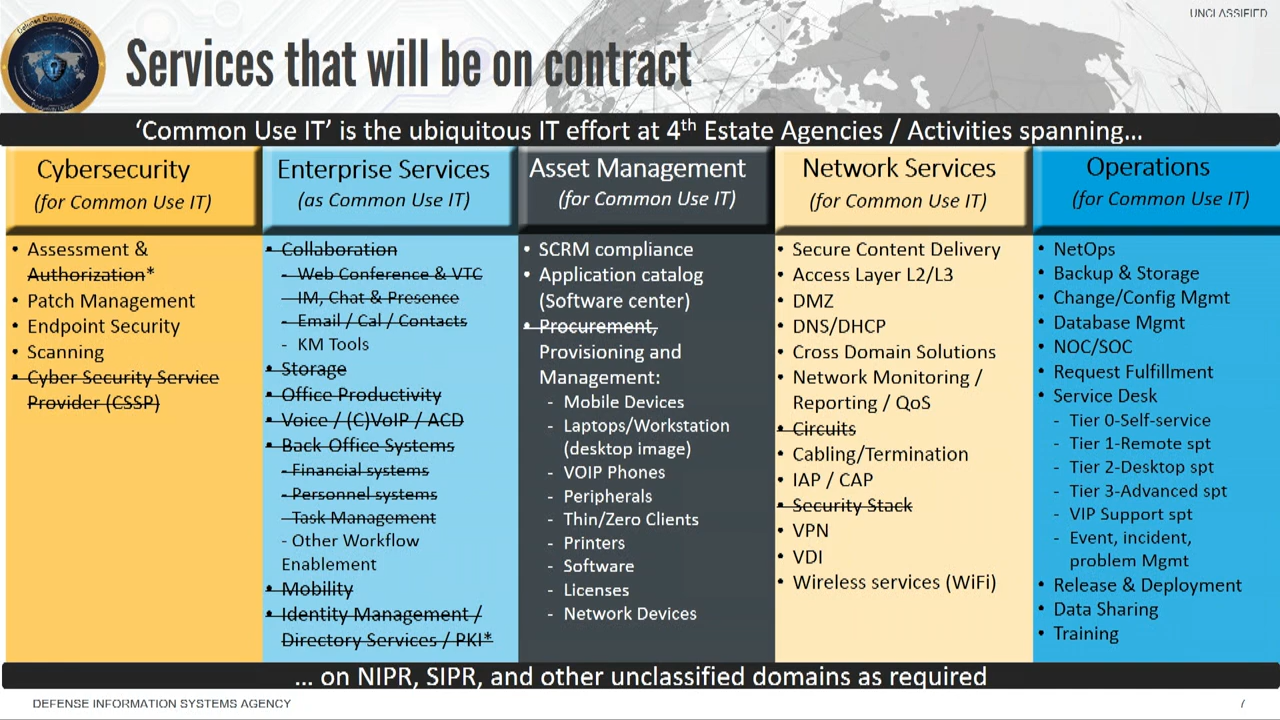 UNCLASSIFIED
Services that will be on contract
‘Common Use IT’ is the ubiquitous IT effort at 4th Estate Agencies / Activities spanning…
Cybersecurity
(for Common Use IT)
• Assessment &
Authorization*
• Patch Management
• Endpoint Security
• Scanning
• Cyber Security Service
Provider (CSSP)
Enterprise Services
(as Common Use IT)
• Collaboration
- Web Conference & VTC
- IM, Chat & Presence
- Email / Cal / Contacts
- KM Tools
• Storage
• Office Productivity
• Voice / (C)VoIP / ACD
• Back Office Systems
- Financial systems
- Personnel systems
- Task Management
- Other Workflow
Enablement
• Mobility
• Identity Management /
Directory Services / PKI*
Asset Management
(for Common Use IT)
• SCRM compliance
• Application catalog
(Software center)
• Procurement,
Provisioning and
Management:
- Mobile Devices
- Laptops/Workstation
(desktop image)
- VOIP Phones
- Peripherals
- Thin/Zero Clients
- Printers
- Software
- Licenses
- Network Devices
Network Services
(for Common Use IT)
• Secure Content Delivery
• Access Layer L2/L3
• DMZ
• DNS/DHCP
• Cross Domain Solutions
• Network Monitoring /
Reporting / QoS
• Circuits
• Cabling/Termination
• IAP / CAP
• Security Stack
• VPN
• VDI
• Wireless services (WiFi)
Operations
(for Common Use IT)
• NetOps
• Backup & Storage
• Change/Config Mgmt
• Database Mgmt
• NOC/SOC
• Request Fulfillment
• Service Desk
- Tier 0-Self-service
- Tier 1-Remote spt
- Tier 2-Desktop spt
- Tier 3-Advanced spt
- VIP Support spt
- Event, incident,
problem Mgmt
• Release & Deployment
• Data Sharing
• Training
… on NIPR, SIPR, and other unclassified domains as required
DEFENSE INFORMATION SYSTEMS AGENCY
7